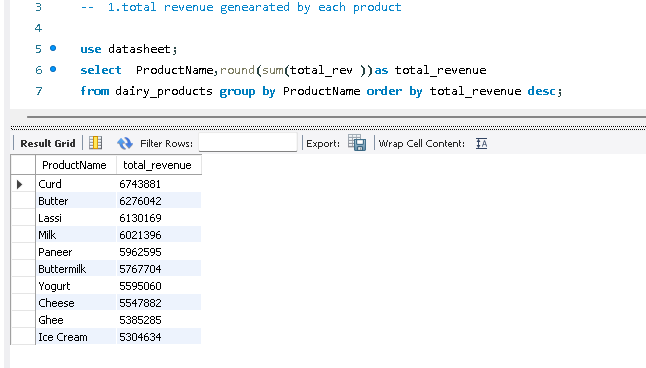 3 -- 1.total revenue genearated by each product
4
5 use datasheet;
6 select ProductName,round(sum(total_rev ))as total_revenue
7 from dairy_products group by ProductName order by total_revenue desc;
Result Grid Filter Rows: Export: Wrap Cell Content: IA
ProductName total_revenue
Curd 6743881
Butter 6276042
Lassi 6130169
Milk 6021396
Paneer 5962595
Buttermilk 5767704
Yogurt 5595060
Cheese 5547882
Ghee 5385285
Ice Cream 5304634